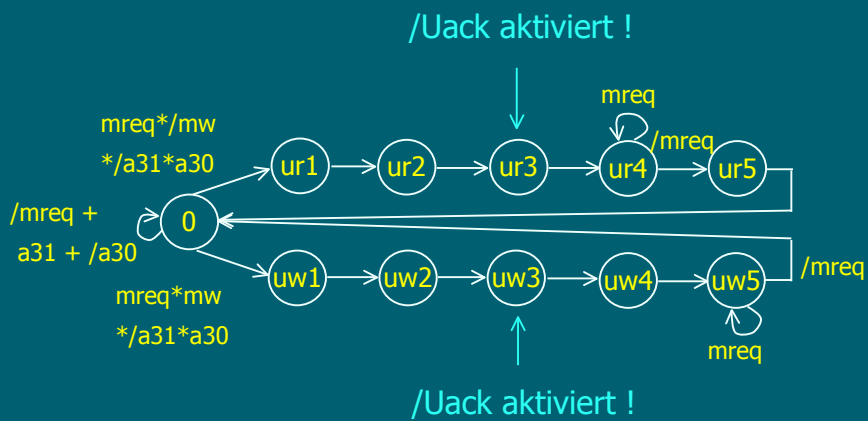 /Uack aktiviert !
mreq
mreq*/mw
*/a31*a30
/mreq
ur1
ur2
ur3
ur4
ur5
/mreq +
a31 + /a30
0
uw1
uw2
uw3
uw4
uw5
/mreq
mreq*mw
*/a31*a30
mreq
/Uack aktiviert !